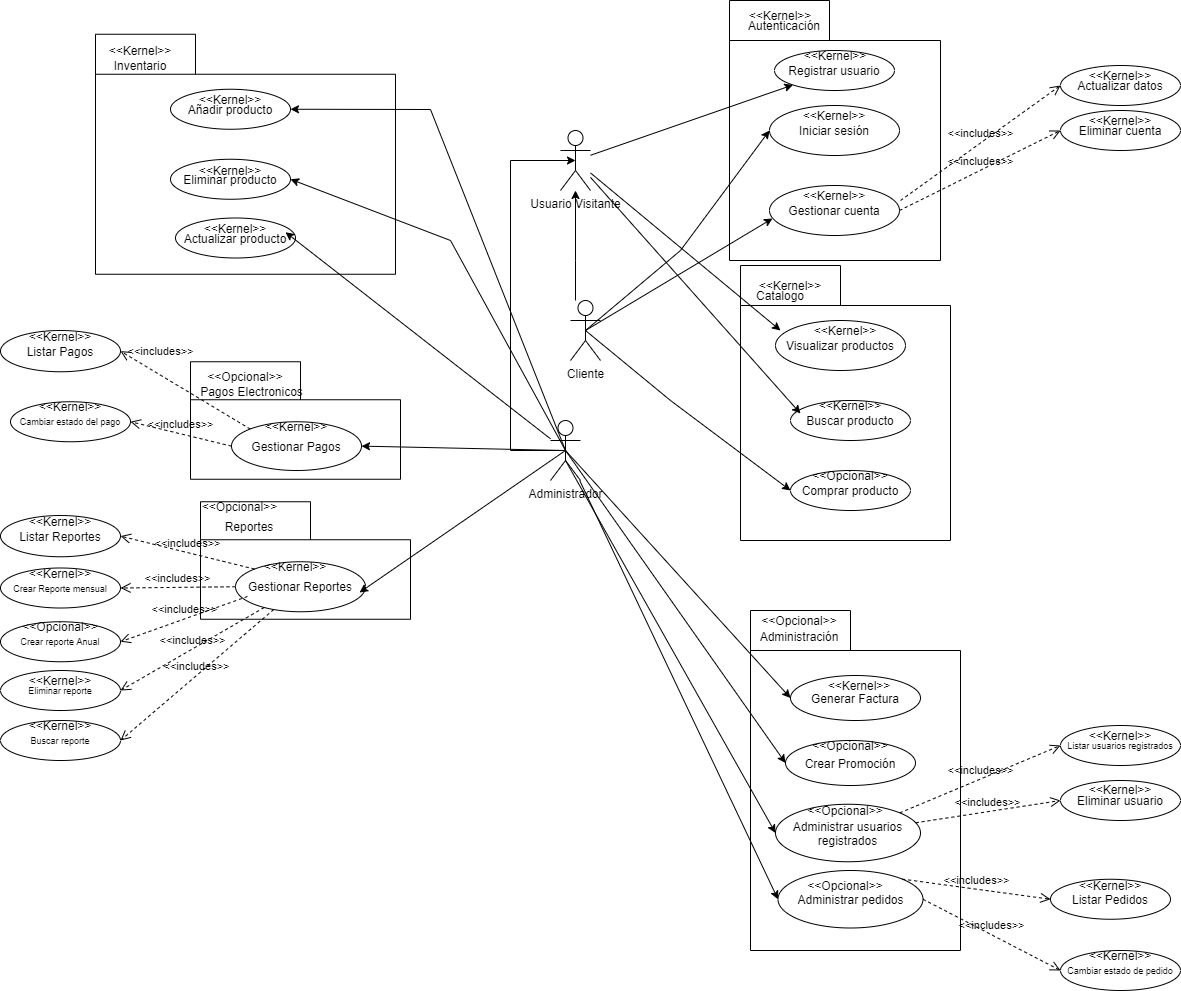 <<Kernel>>
Autenticación
<<Kernel>>
Registrar usuario
<<Kernel>>
Iniciar sesión
<<Kernel>>
Gestionar cuenta
<<Kernel>>
Actualizar datos
<<Kernel>>
Eliminar cuenta
<<includes>>
<<includes>>
<<Kernel>>
Inventario
<<Kernel>>
Añadir producto
<<Kernel>>
Eliminar producto
<<Kernel>>
Actualizar producto
Usuario Visitante
Cliente
Administrador
<<Kernel>>
Catalogo
<<Kernel>>
Visualizar productos
<<Kernel>>
Buscar producto
<<Opcional>>
Comprar producto
<<Kernel>>
Listar Pagos
<<includes>>
<<Kernel>>
Cambiar estado del pago
<<includes>>
<<Opcional>>
Pagos Electronicos
<<Kernel>>
Gestionar Pagos
<<Opcional>>
Reportes
<<Kernel>>
Gestionar Reportes
<<Kernel>>
Listar Reportes
<<includes>>
<<Kernel>>
Crear Reporte mensual
<<includes>>
<<Opcional>>
Crear reporte Anual
<<includes>>
<<Kernel>>
Eliminar reporte
<<includes>>
<<Kernel>>
Buscar reporte
<<includes>>
<<Opcional>>
Administración
<<Kernel>>
Generar Factura
<<Opcional>>
Crear Promoción
<<Opcional>>
Administrar usuarios
registrados
<<Opcional>>
Administrar pedidos
<<includes>>
<<Kernel>>
Listar usuarios registrados
<<includes>>
<<Kernel>>
Eliminar usuario
<<includes>>
<<Kernel>>
Listar Pedidos
<<includes>>
<<Kernel>>
Cambiar estado de pedido